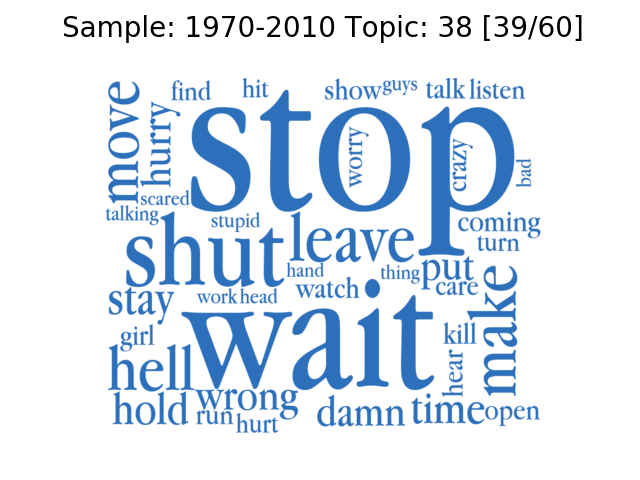 Sample: 1970-2010 Topic: 38 [39/60]
move
find
hit
show
guys
talk
listen
hurry
stop
worry
crazy
bad
scared
talking
stupid
coming
turn
shut
leave
hand
thing
put
care
stay
work
head
watch
make
girl
wait
kill
hear
hell
hold
wrong
run
hurt
damn
time
open